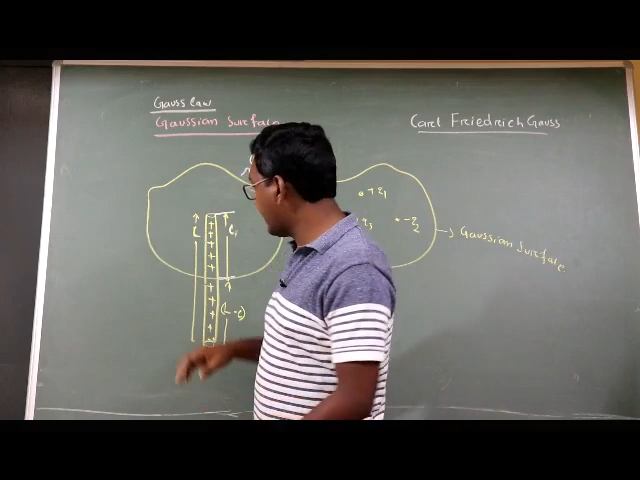 Gauss law
Gaussian Surface
Carl Friedrich Gauss
+q1
-q2
Gaussian Surface
L